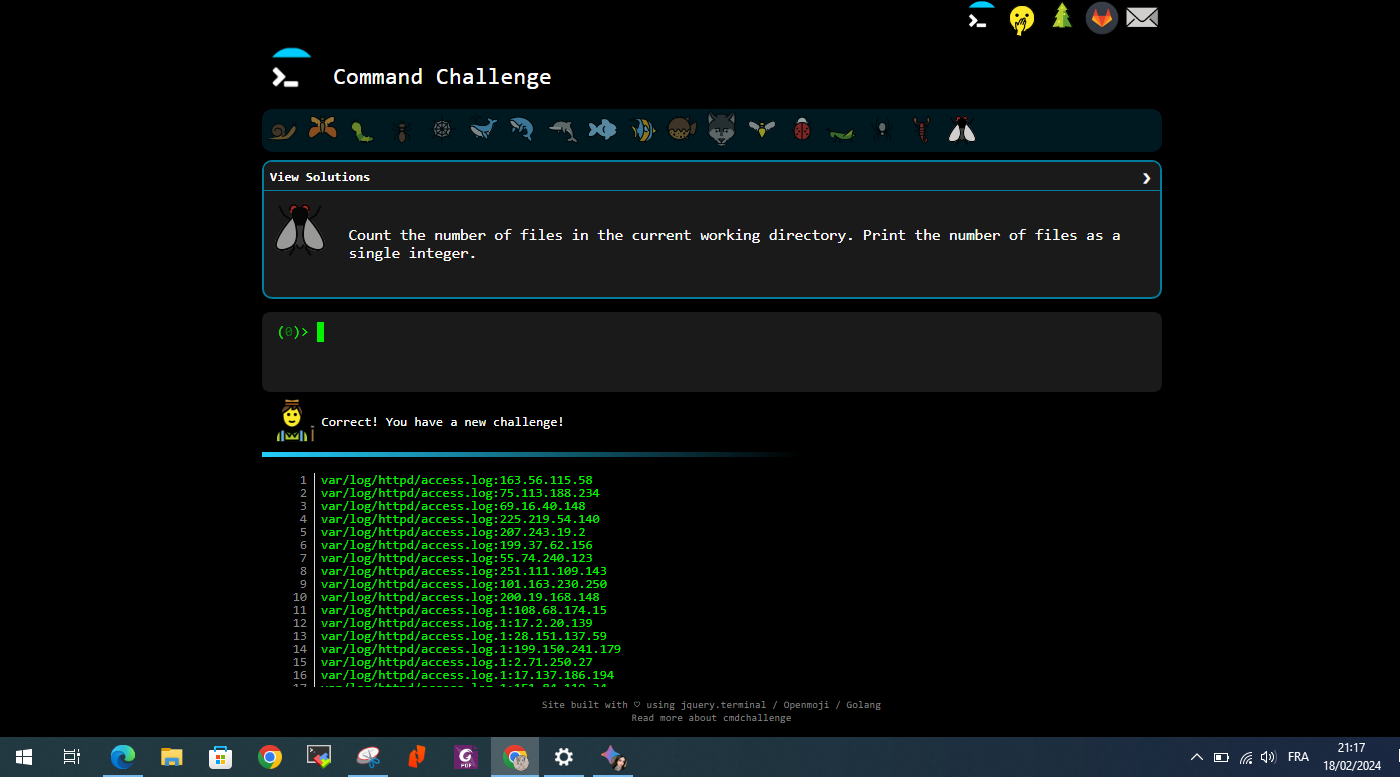 Command Challenge
View Solutions
Count the number of files in the current working directory. Print the number of files as a
single integer.
(0)>
Correct! You have a new challenge!
1 var/log/httpd/access.log:163.56.115.58
2 var/log/httpd/access.log:75.113.188.234
3 var/log/httpd/access.log:69.16.40.148
4 var/log/httpd/access.log:225.219.54.140
5 var/log/httpd/access.log:207.243.19.2
6 var/log/httpd/access.log:199.37.62.156
7 var/log/httpd/access.log:55.74.240.123
8 var/log/httpd/access.log:251.111.109.143
9 var/log/httpd/access.log:101.163.230.250
10 var/log/httpd/access.log:200.19.168.148
11 var/log/httpd/access.log.1:108.68.174.15
12 var/log/httpd/access.log.1:17.2.20.139
13 var/log/httpd/access.log.1:28.151.137.59
14 var/log/httpd/access.log.1:199.150.241.179
15 var/log/httpd/access.log.1:2.71.250.27
16 var/log/httpd/access.log.1:17.137.186.194
Site built with ♡ using jquery.terminal / Openmoji / Golang
Read more about cmdchallenge
PDF
FRA
21:17
18/02/2024